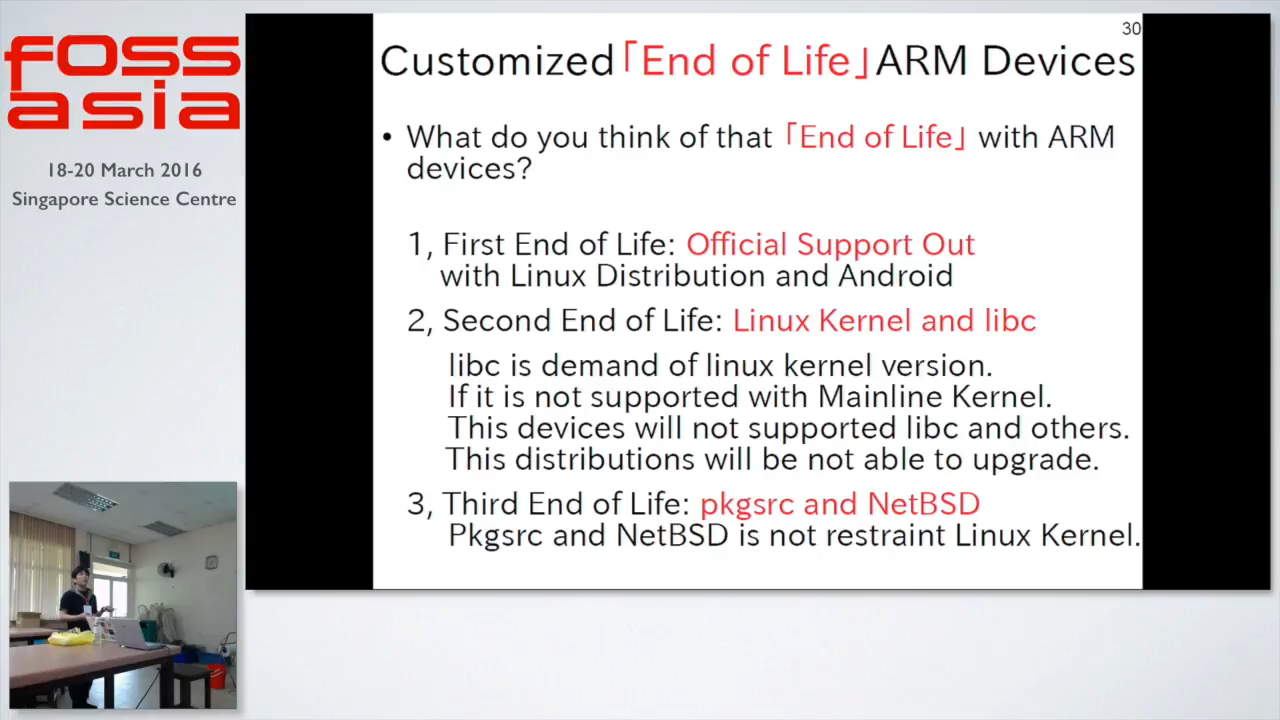 FOSS
asia
18-20 March 2016
Singapore Science Centre
30
Customized「End of Life」ARM Devices
• What do you think of that 「End of Life」 with ARM
devices?
1, First End of Life: Official Support Out
with Linux Distribution and Android
2, Second End of Life: Linux Kernel and libc
libc is demand of linux kernel version.
If it is not supported with Mainline Kernel.
This devices will not supported libc and others.
This distributions will be not able to upgrade.
3, Third End of Life: pkgsrc and NetBSD
Pkgsrc and NetBSD is not restraint Linux Kernel.